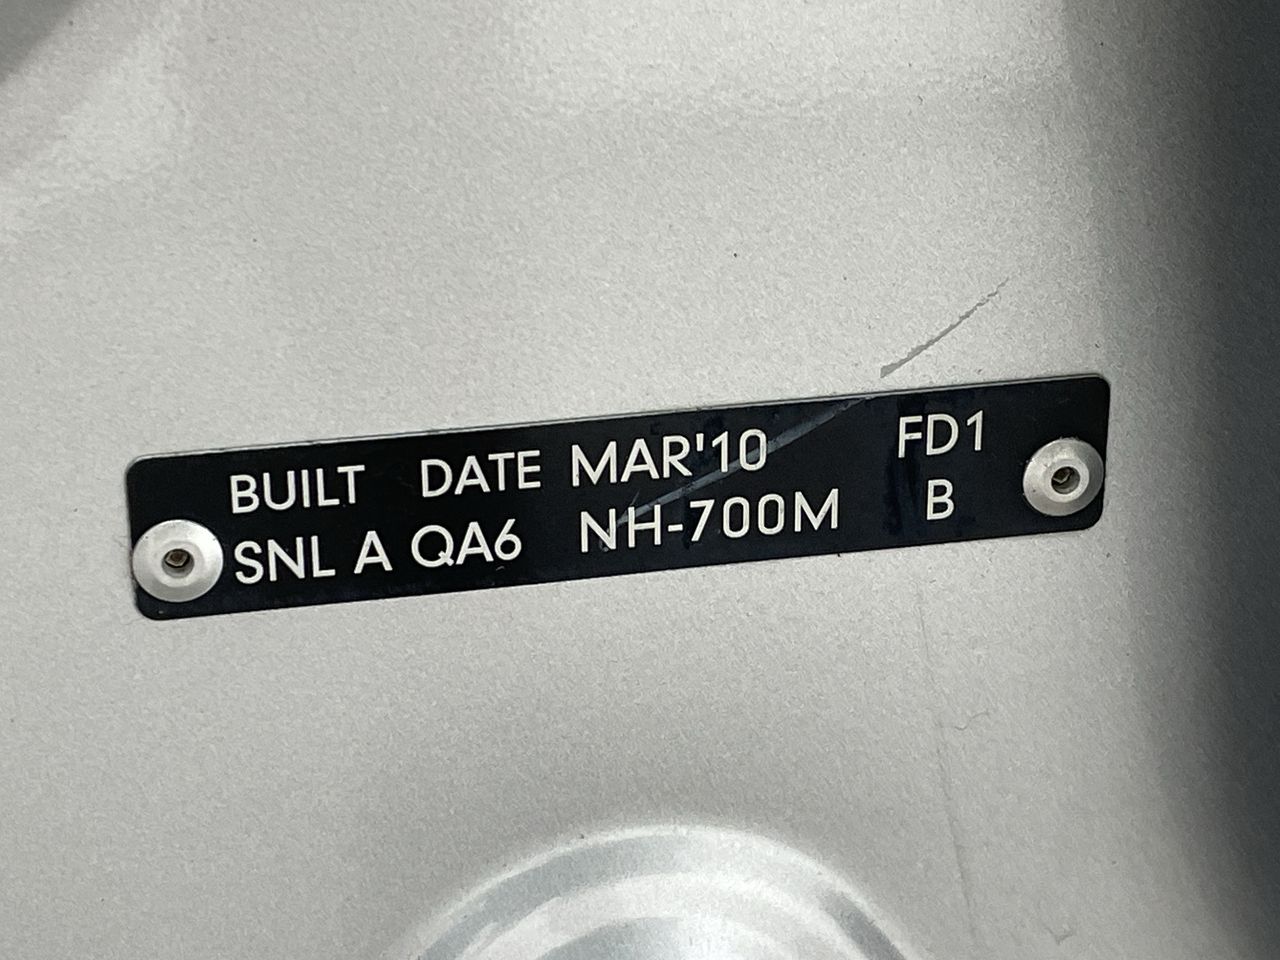 BUILT DATE MAR'10 FD1
SNL A QA6 NH-700M B